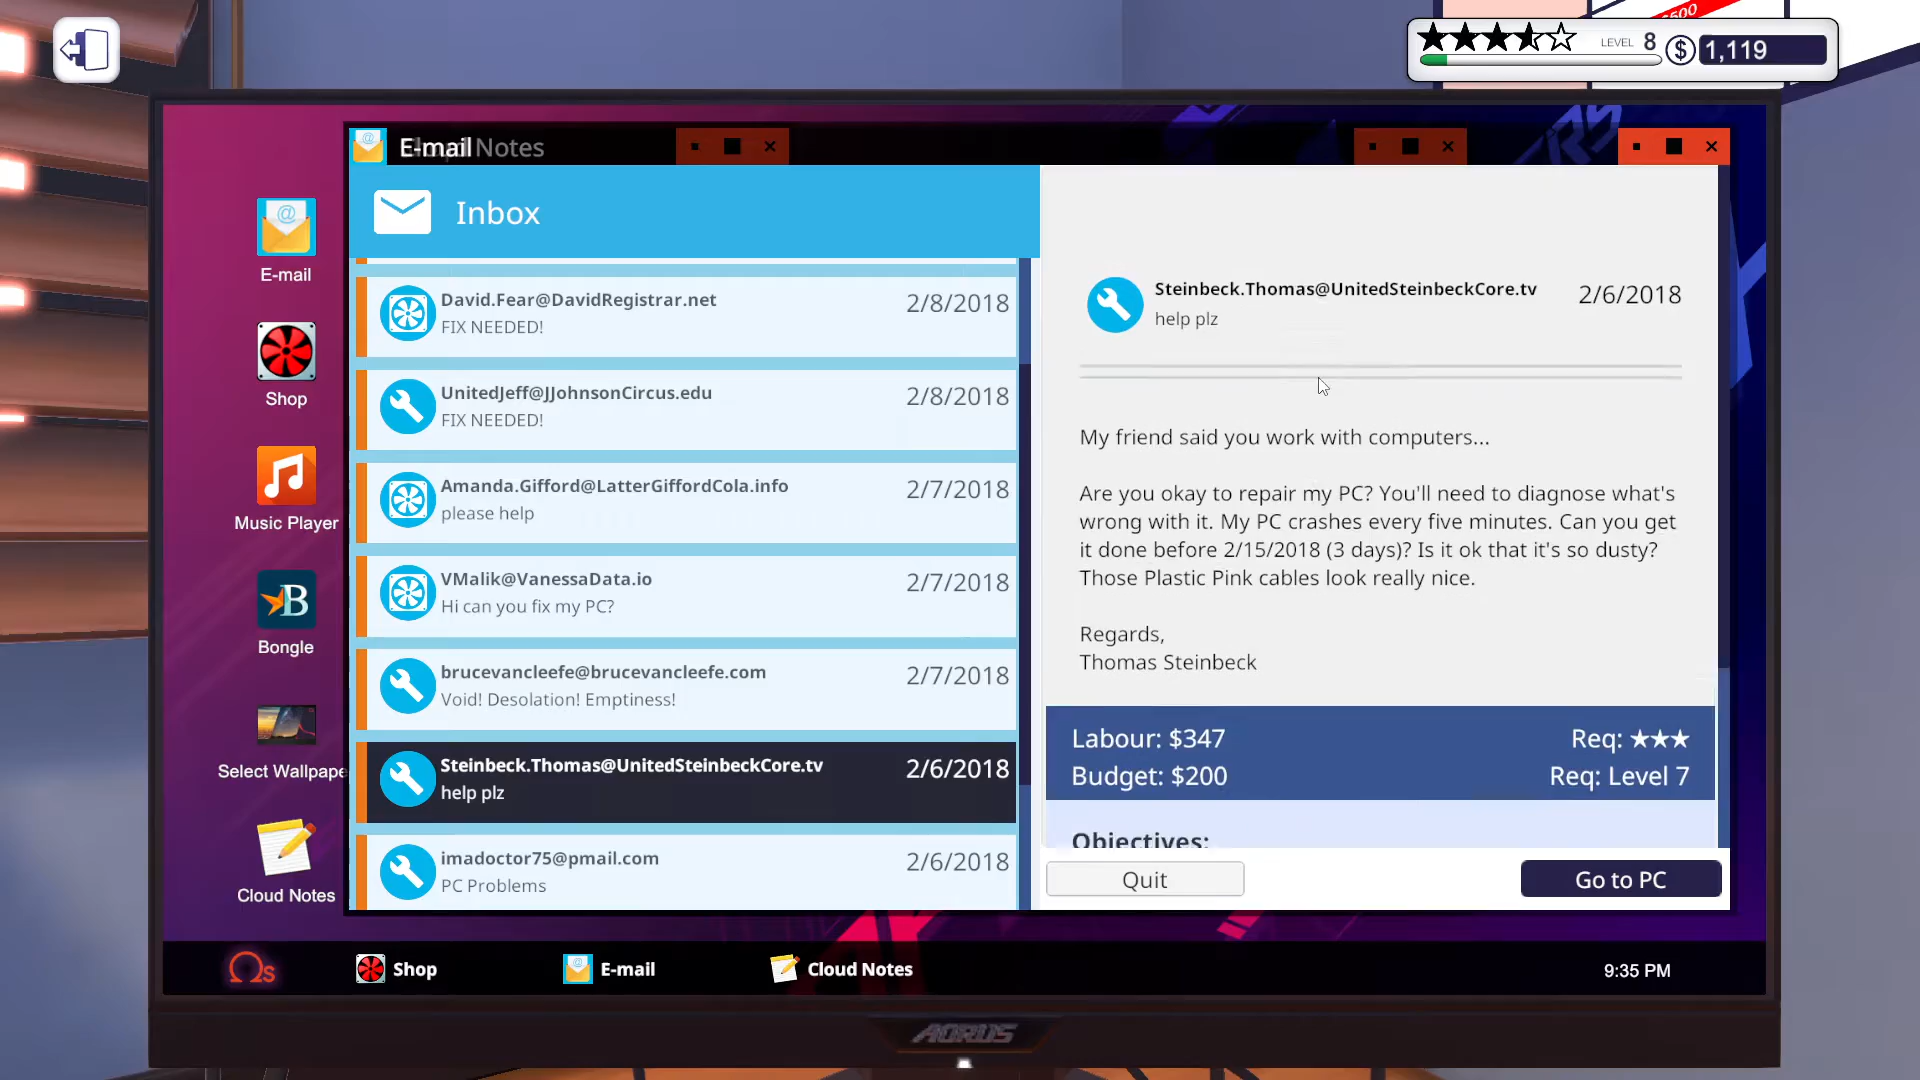 $500
LEVEL 8
$ 1,119
E-mail
Notes
Inbox
David.Fear@DavidRegistrar.net 2/8/2018
FIX NEEDED!
UnitedJeff@JJohnsonCircus.edu 2/8/2018
FIX NEEDED!
Amanda.Gifford@LatterGiffordCola.info 2/7/2018
please help
VMalik@VanessaData.io 2/7/2018
Hi can you fix my PC?
brucevancleefe@brucevancleefe.com 2/7/2018
Void! Desolation! Emptiness!
Steinbeck.Thomas@UnitedSteinbeckCore.tv 2/6/2018
help plz
imadoctor75@pmail.com 2/6/2018
PC Problems
E-mail
Shop
Music Player
Bongle
Select Wallpape
Cloud Notes
Steinbeck.Thomas@UnitedSteinbeckCore.tv 2/6/2018
help plz
My friend said you work with computers...
Are you okay to repair my PC? You'll need to diagnose what's
wrong with it. My PC crashes every five minutes. Can you get
it done before 2/15/2018 (3 days)? Is it ok that it's so dusty?
Those Plastic Pink cables look really nice.
Regards,
Thomas Steinbeck
Labour: $347 Req: ★★★
Budget: $200 Req: Level 7
Objectives:
Quit Go to PC
Ωs Shop E-mail Cloud Notes 9:35 PM
AORUS